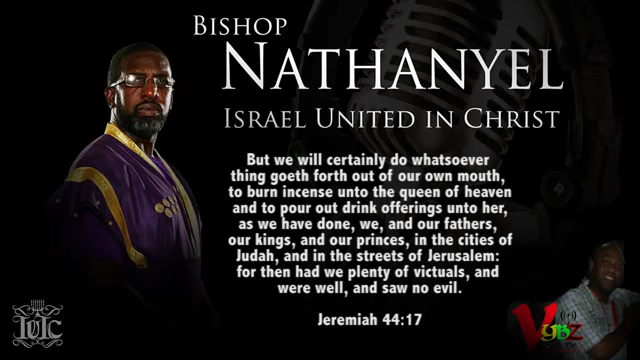 BISHOP
NATHANYEL
ISRAEL UNITED IN CHRIST
But we will certainly do whatsoever
thing goeth forth out of our own mouth,
to burn incense unto the queen of heaven
and to pour out drink offerings unto her,
as we have done, we, and our fathers,
our kings, and our princes, in the cities of
Judah, and in the streets of Jerusalem:
for then had we plenty of victuals, and
were well, and saw no evil.
Jeremiah 44:17
IUIC
VYBZ